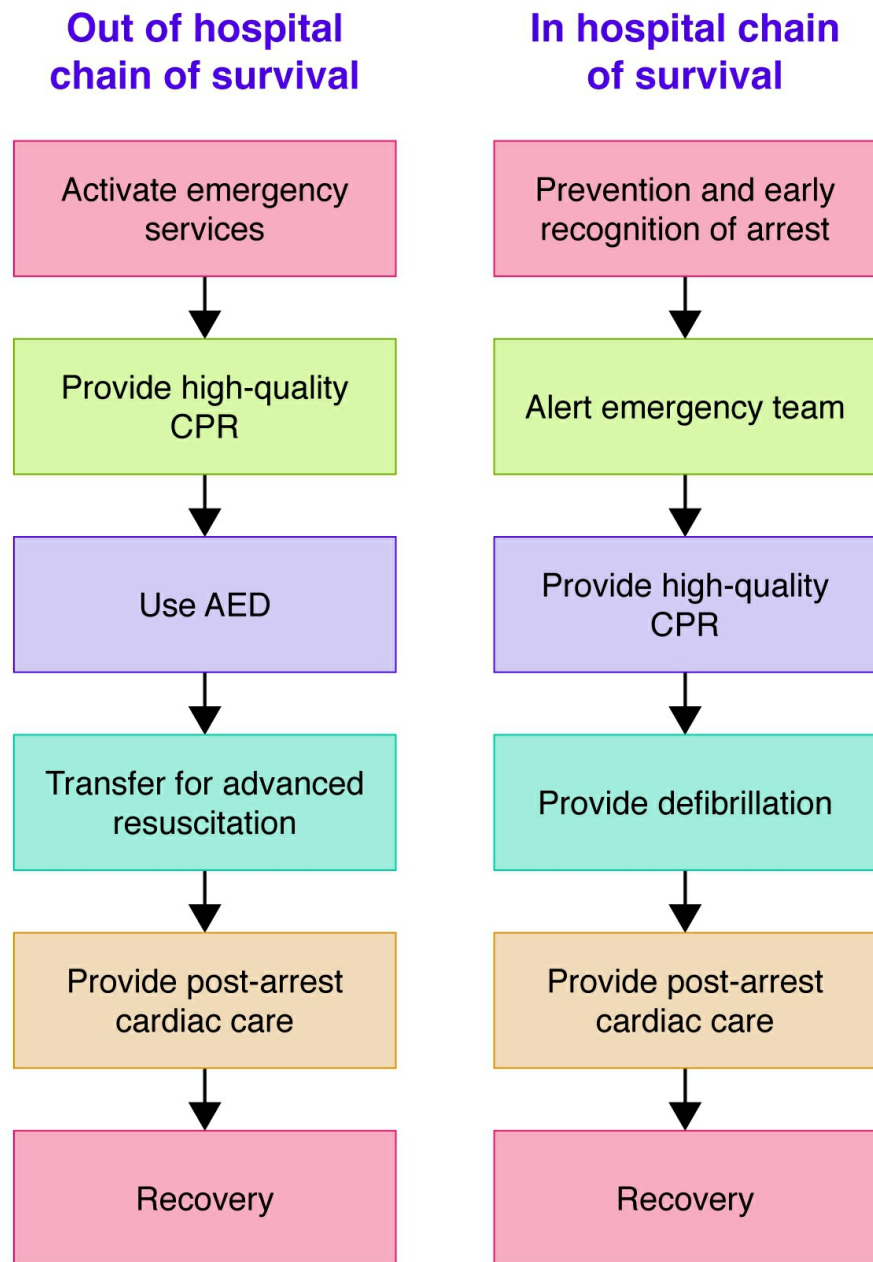 Out of hospital
chain of survival
Activate emergency
services
Provide high-quality
CPR
Use AED
Transfer for advanced
resuscitation
Provide post-arrest
cardiac care
Recovery
In hospital chain
of survival
Prevention and early
recognition of arrest
Alert emergency team
Provide high-quality
CPR
Provide defibrillation
Provide post-arrest
cardiac care
Recovery